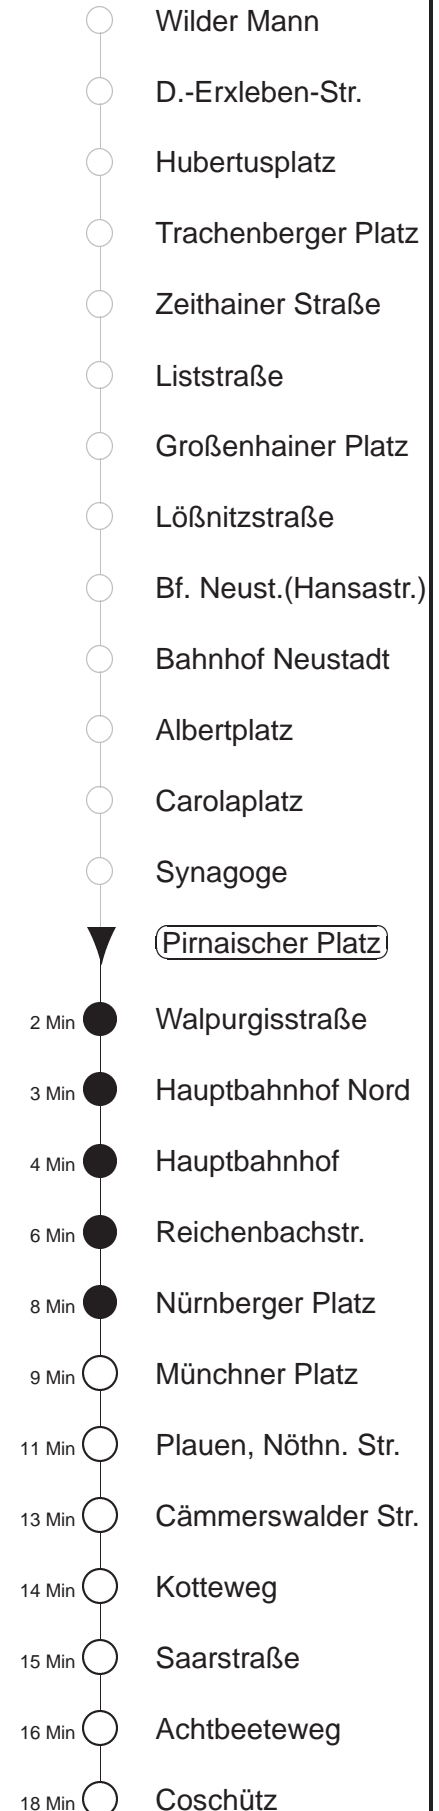 Wilder Mann
D.-Erxleben-Str.
Hubertusplatz
Trachenberger Platz
Zeithainer Straße
Liststraße
Großenhainer Platz
Lößnitzstraße
Bf. Neust.(Hansastr.)
Bahnhof Neustadt
Albertplatz
Carolaplatz
Synagoge
Pirnaischer Platz
2 Min Walpurgisstraße
3 Min Hauptbahnhof Nord
4 Min Hauptbahnhof
6 Min Reichenbachstr.
8 Min Nürnberger Platz
9 Min Münchner Platz
11 Min Plauen, Nöthn. Str.
13 Min Cämmerswalder Str.
14 Min Kotteweg
15 Min Saarstraße
16 Min Achtbeeteweg
18 Min Coschütz